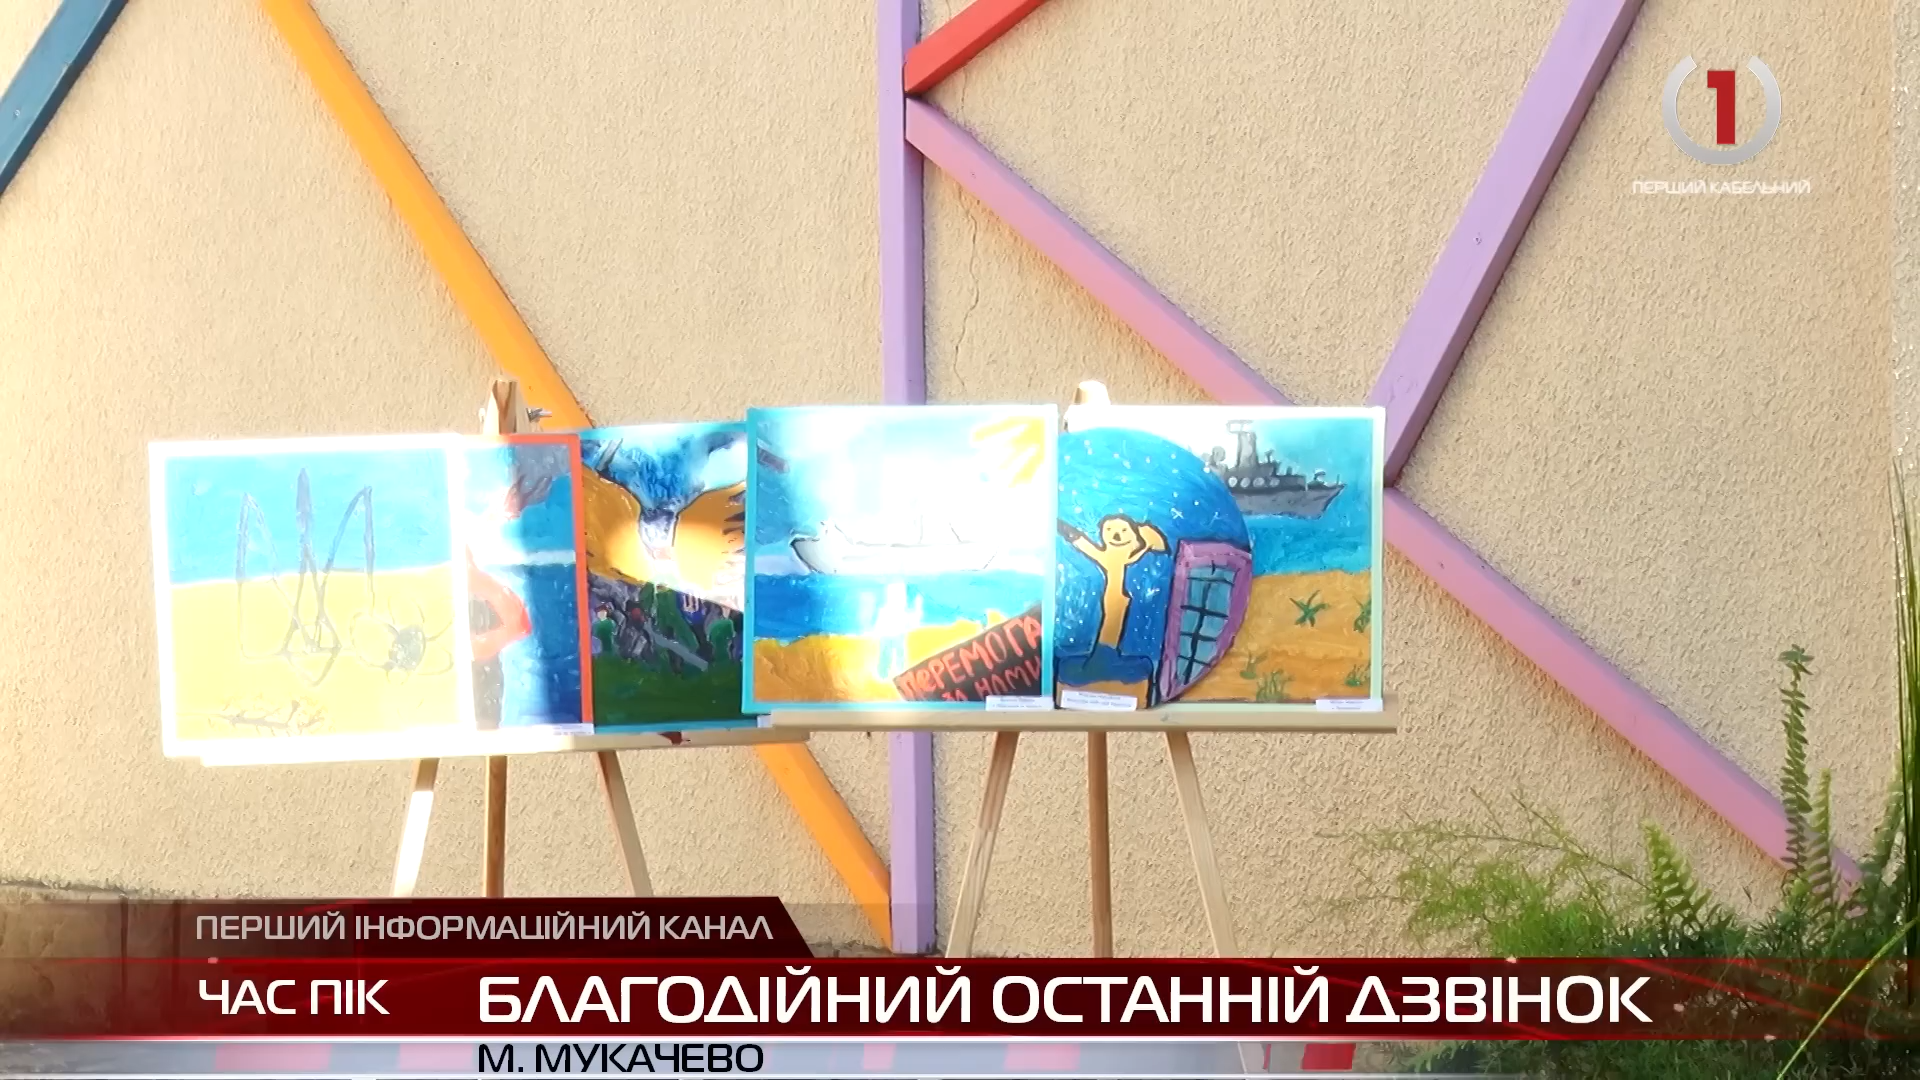 1
ПЕРШИЙ КАБЕЛЬНИЙ
ПЕРЕМОГА
ЗА НАМИ
ПЕРШИЙ ІНФОРМАЦІЙНИЙ КАНАЛ
ЧАС ПІК
БЛАГОДІЙНИЙ ОСТАННІЙ ДЗВІНОК
М. МУКАЧЕВО